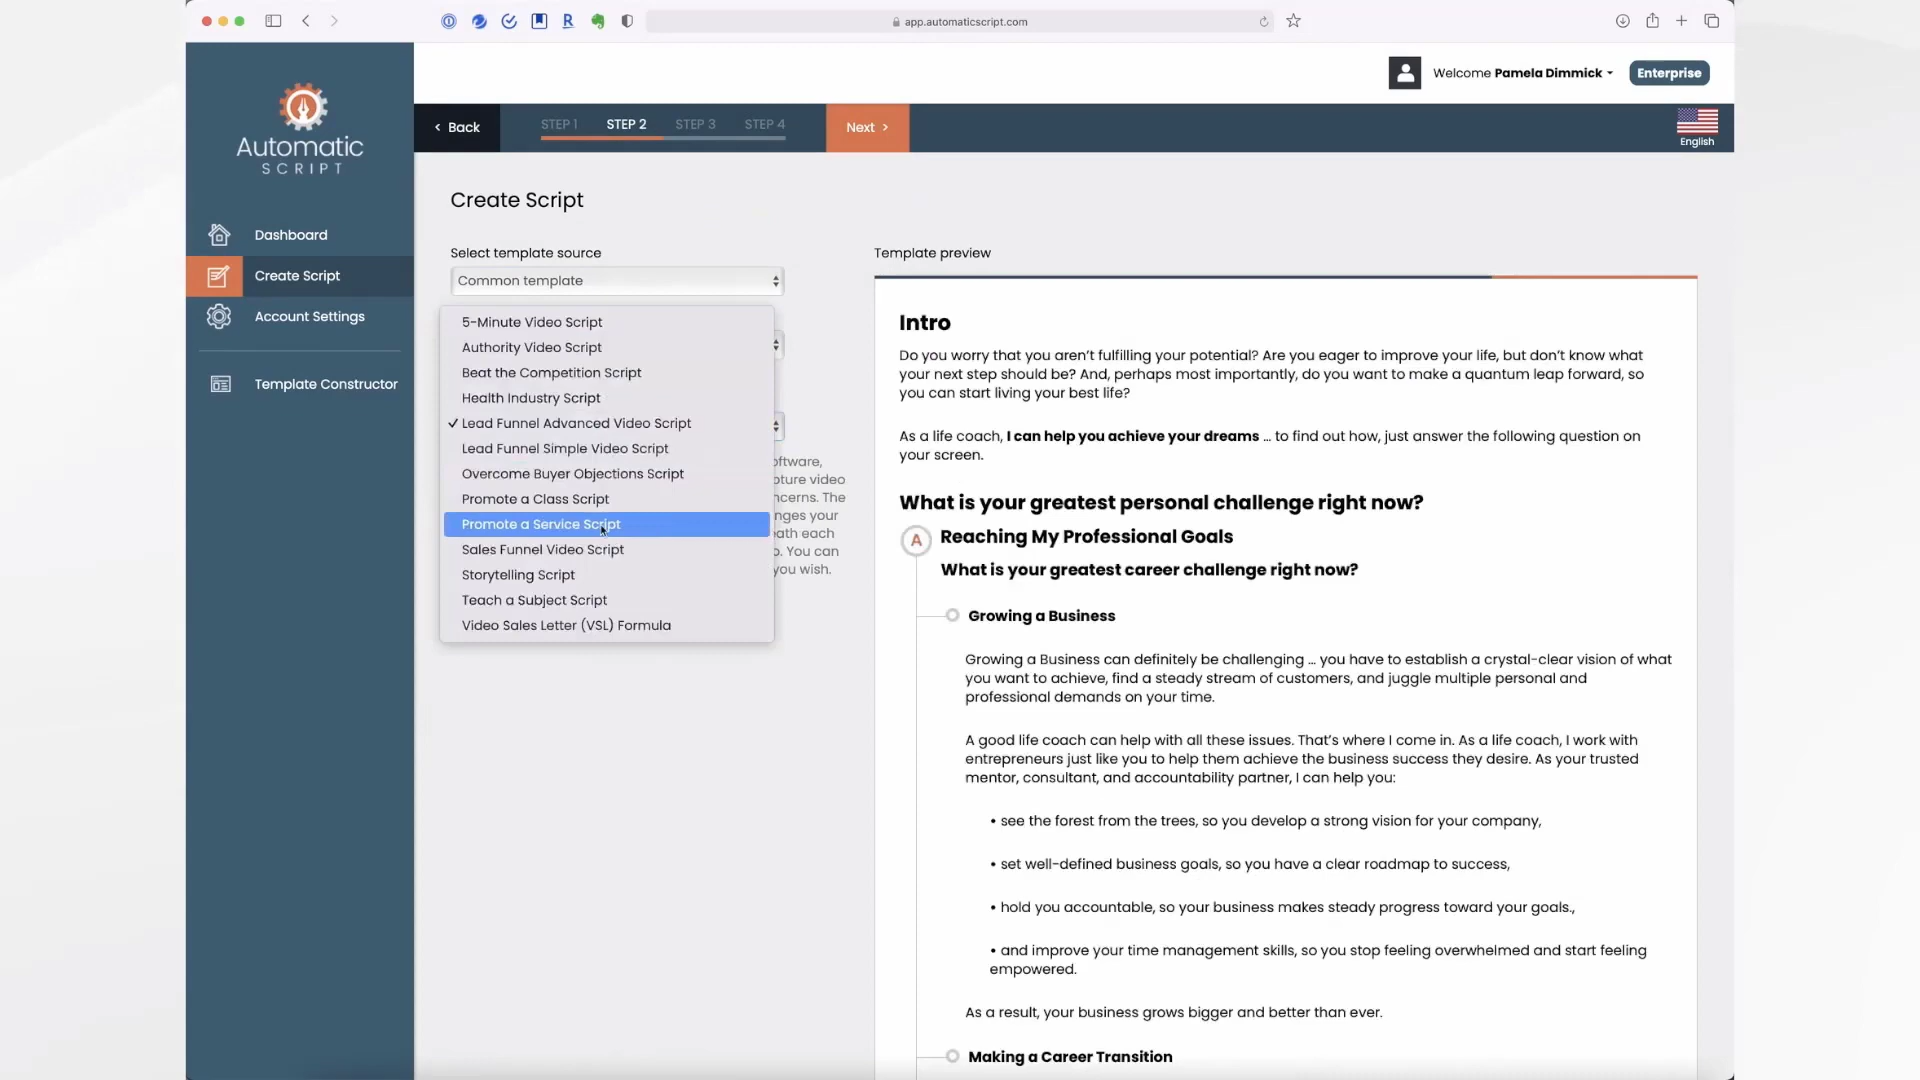 app.automaticscript.com
Welcome Pamela Dimmick
Enterprise
Automatic
SCRIPT
Back
STEP 1
STEP 2
STEP 3
STEP 4
Next
English
Dashboard
Create Script
Account Settings
Template Constructor
Create Script
Select template source
Common template
5-Minute Video Script
Authority Video Script
Beat the Competition Script
Health Industry Script
✓ Lead Funnel Advanced Video Script
Lead Funnel Simple Video Script
Overcome Buyer Objections Script
Promote a Class Script
Promote a Service Script
Sales Funnel Video Script
Storytelling Script
Teach a Subject Script
Video Sales Letter (VSL) Formula
video
The
your
each
You can
you wish.
Template preview
Intro
Do you worry that you aren't fulfilling your potential? Are you eager to improve your life, but don't know what
your next step should be? And, perhaps most importantly, do you want to make a quantum leap forward, so
you can start living your best life?
As a life coach, I can help you achieve your dreams … to find out how, just answer the following question on
your screen.
What is your greatest personal challenge right now?
A
Reaching My Professional Goals
What is your greatest career challenge right now?
Growing a Business
Growing a Business can definitely be challenging … you have to establish a crystal-clear vision of what
you want to achieve, find a steady stream of customers, and juggle multiple personal and
professional demands on your time.
A good life coach can help with all these issues. That's where I come in. As a life coach, I work with
entrepreneurs just like you to help them achieve the business success they desire. As your trusted
mentor, consultant, and accountability partner, I can help you:
• see the forest from the trees, so you develop a strong vision for your company,
• set well-defined business goals, so you have a clear roadmap to success,
• hold you accountable, so your business makes steady progress toward your goals.,
• and improve your time management skills, so you stop feeling overwhelmed and start feeling
empowered.
As a result, your business grows bigger and better than ever.
Making a Career Transition